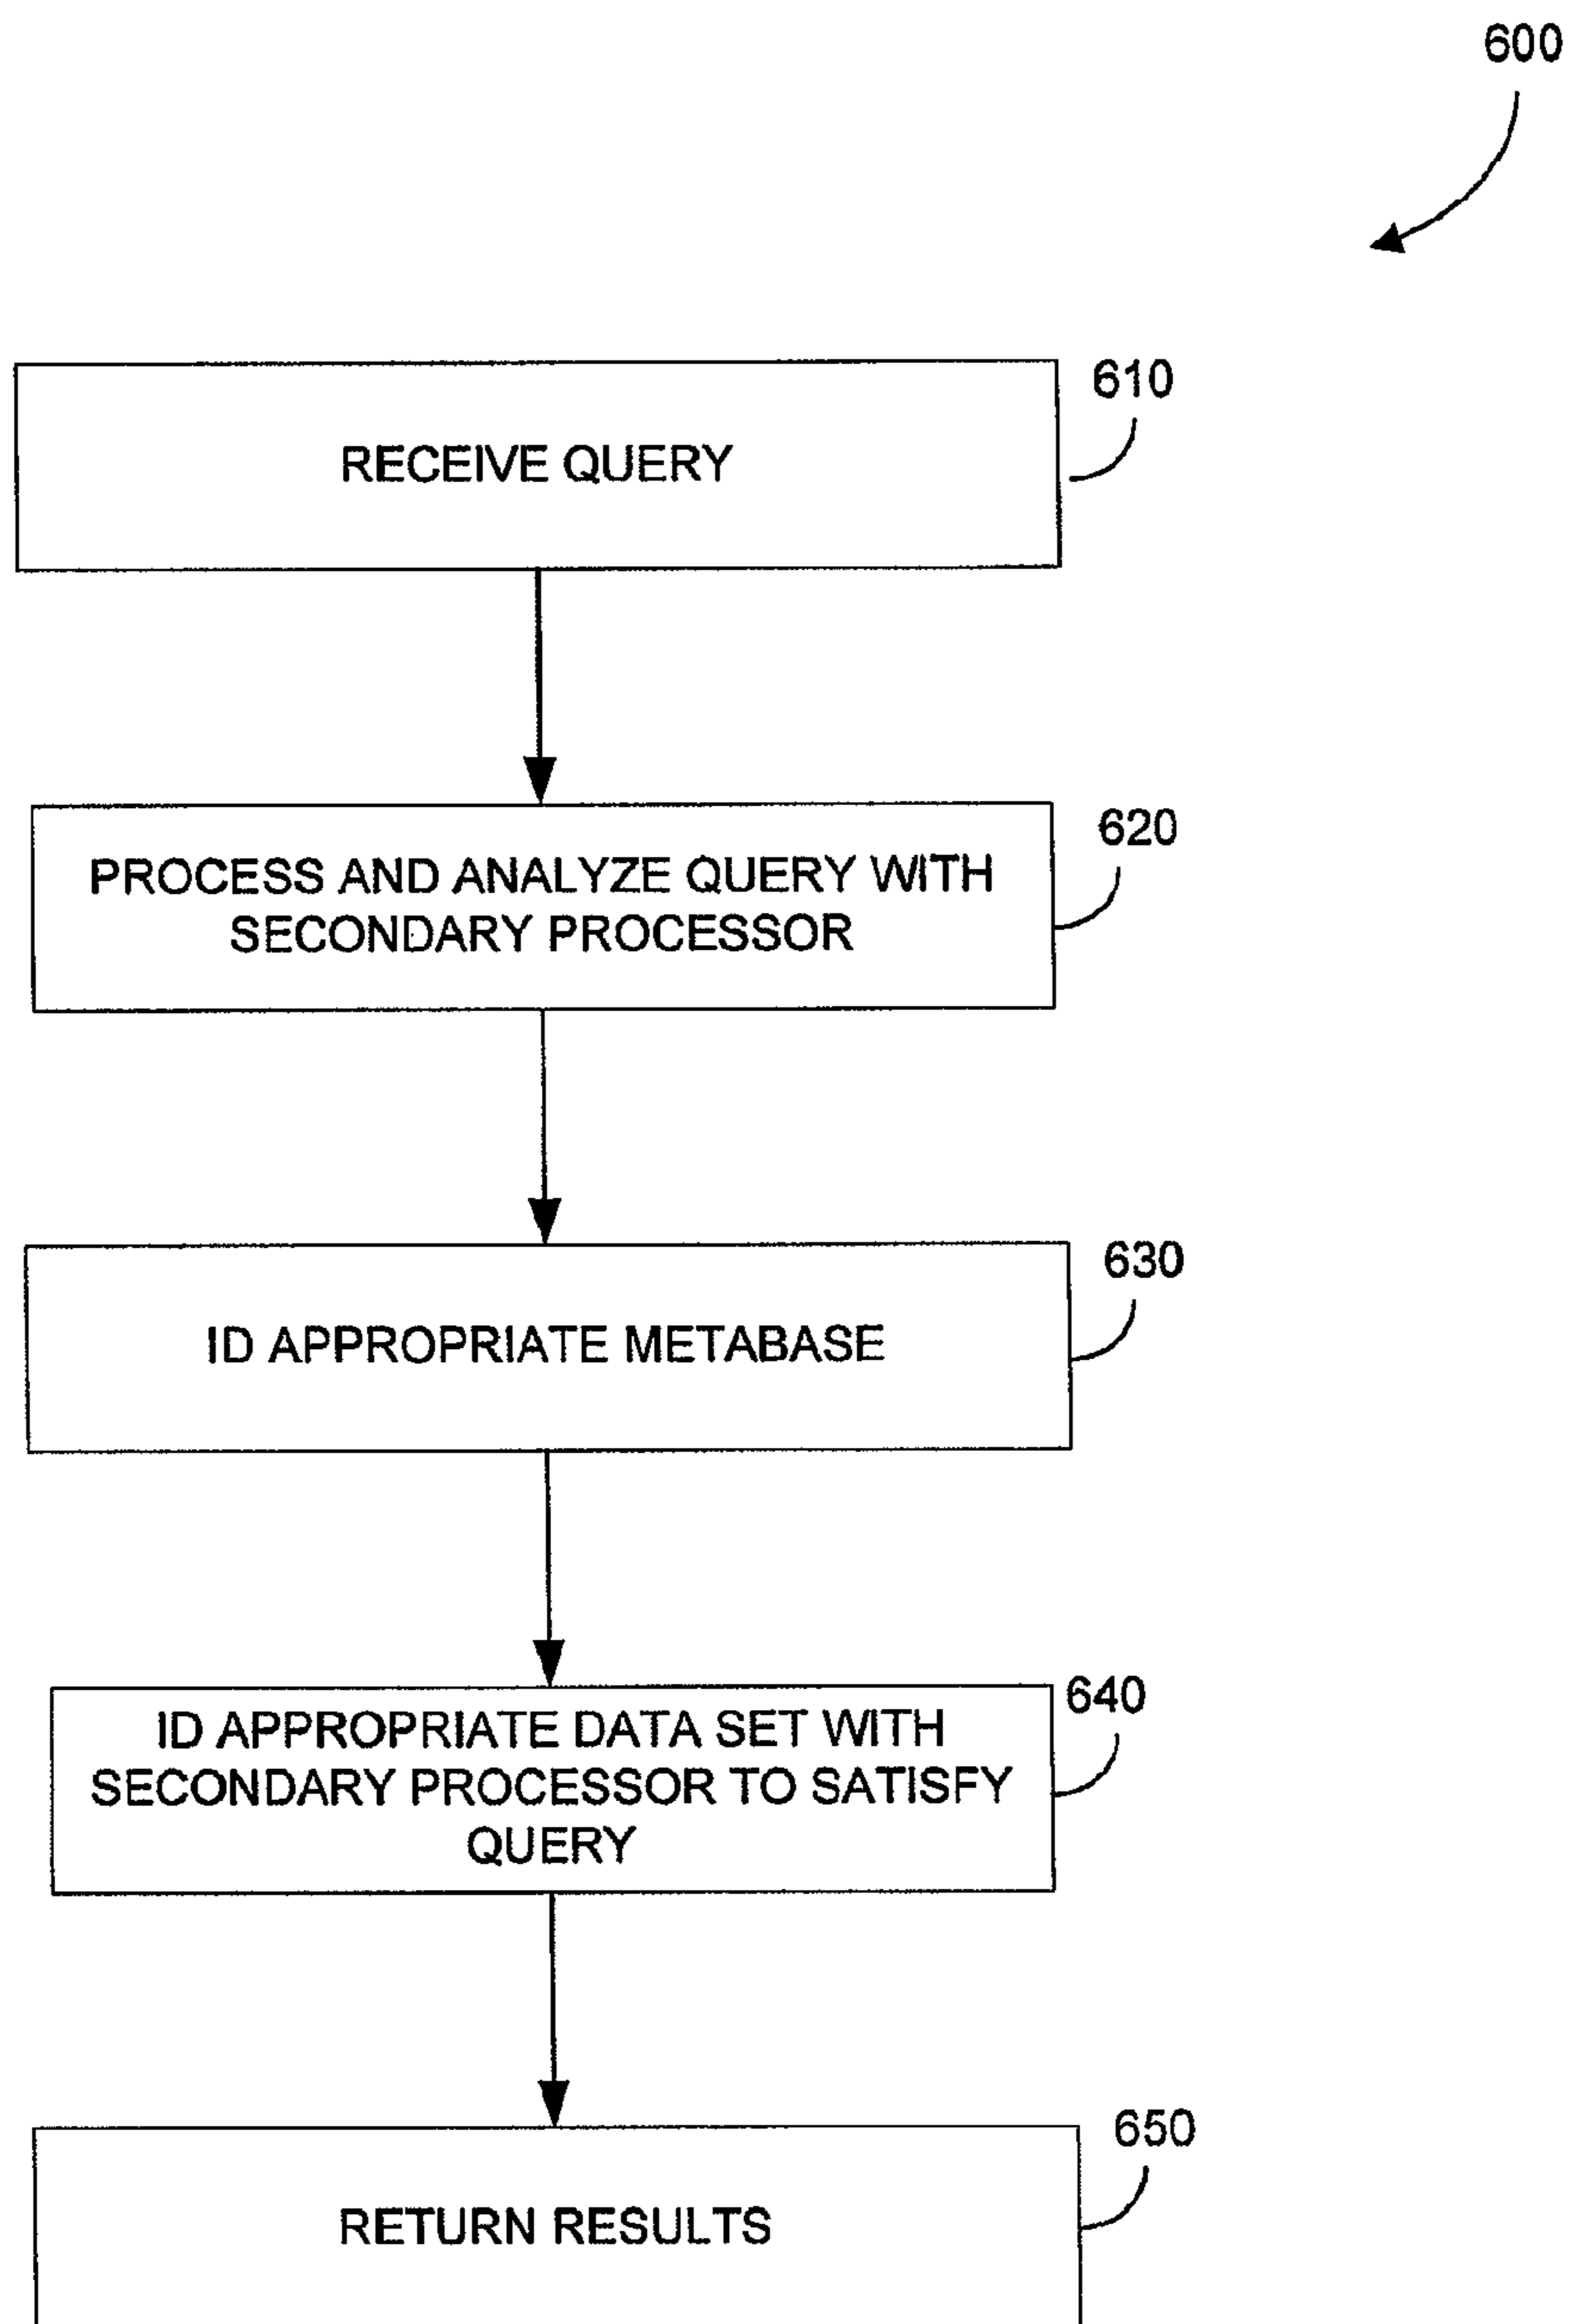 600
610
RECEIVE QUERY
620
PROCESS AND ANALYZE QUERY WITH
SECONDARY PROCESSOR
630
ID APPROPRIATE METABASE
640
ID APPROPRIATE DATA SET WITH
SECONDARY PROCESSOR TO SATISFY
QUERY
650
RETURN RESULTS